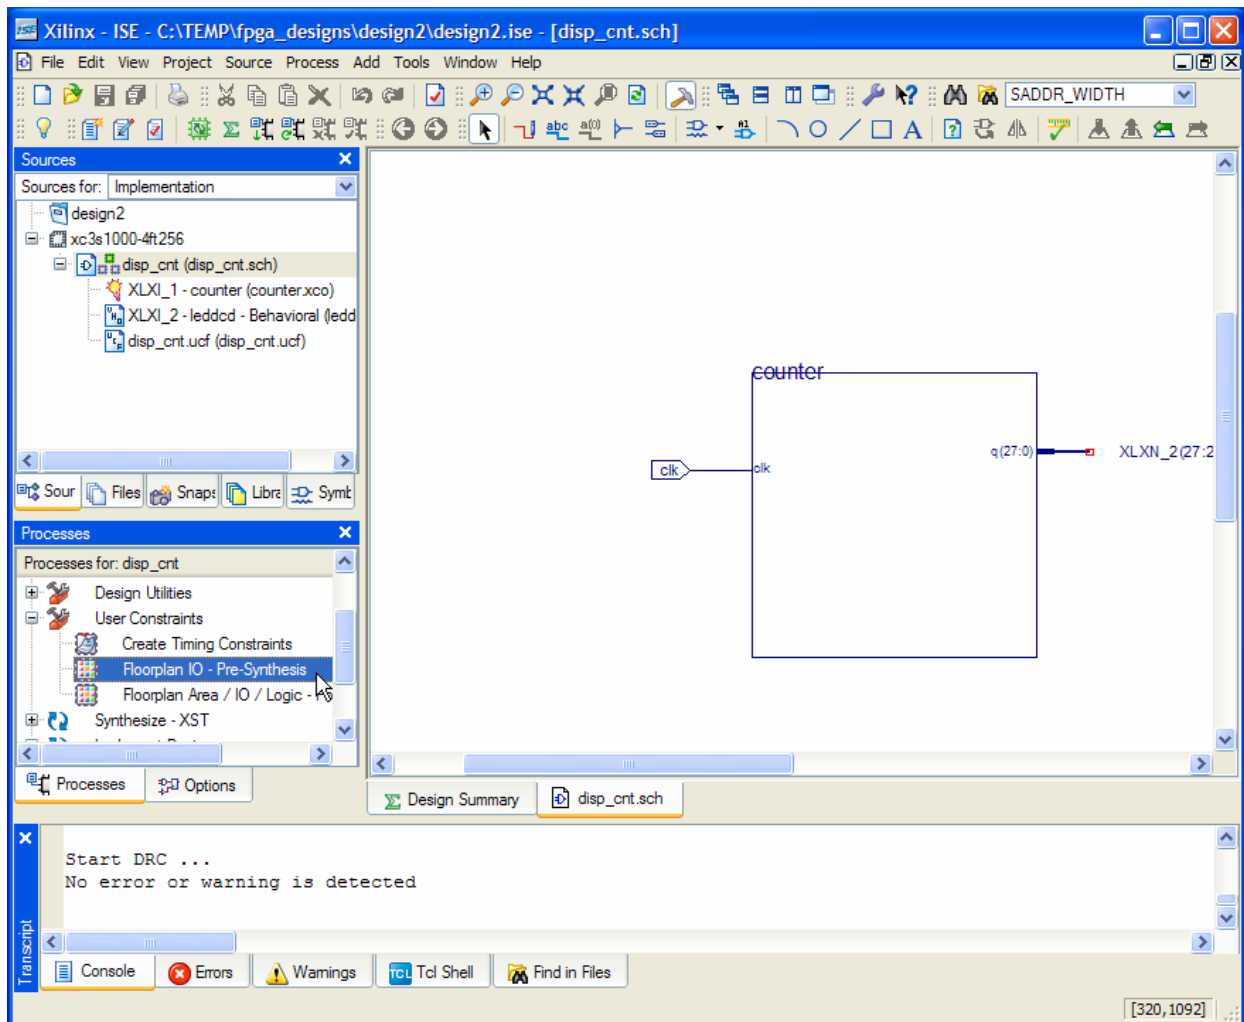 Xilinx - ISE - C:\TEMP\fpga_designs\design2\design2.ise - [disp_cnt.sch]
File Edit View Project Source Process Add Tools Window Help
SADDR_WIDTH
Sources
Sources for: Implementation
design2
xc3s1000-4ft256
disp_cnt (disp_cnt.sch)
XLXI_1 - counter (counter.xco)
XLXI_2 - leddcd - Behavioral (ledd
disp_cnt.ucf (disp_cnt.ucf)
Sour Files Snaps Libra Symb
Processes
Processes for: disp_cnt
Design Utilities
User Constraints
Create Timing Constraints
Floorplan IO - Pre-Synthesis
Floorplan Area / IO / Logic -
Synthesize - XST
Processes Options
counter
clk
clk
q(27:0)
XLXN_2(27:2
Design Summary disp_cnt.sch
Start DRC ...
No error or warning is detected
Transcript
Console Errors Warnings Tcl Shell Find in Files
[320,1092]